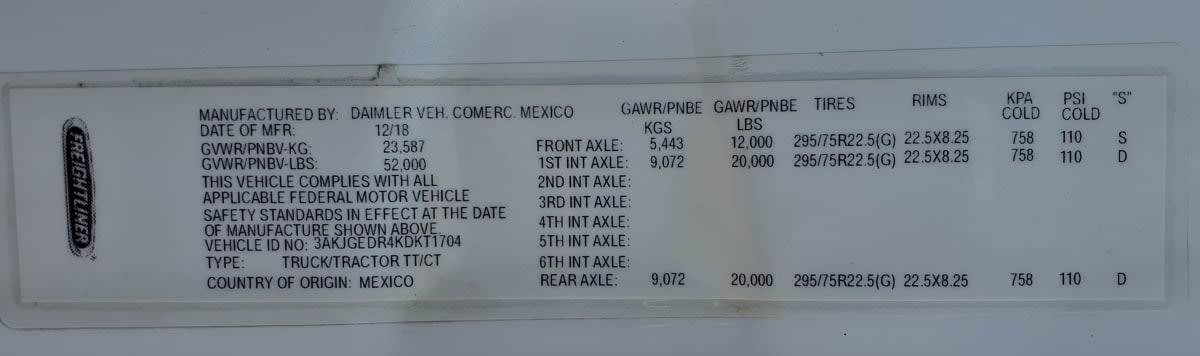 FREIGHTLINER
MANUFACTURED BY: DAIMLER VEH. COMERC. MEXICO
DATE OF MFR: 12/18
GVWR/PNBV-KG: 23,587
GVWR/PNBV-LBS: 52,000
THIS VEHICLE COMPLIES WITH ALL
APPLICABLE FEDERAL MOTOR VEHICLE
SAFETY STANDARDS IN EFFECT AT THE DATE
OF MANUFACTURE SHOWN ABOVE.
VEHICLE ID NO: 3AKJGEDR4KDKT1704
TYPE: TRUCK/TRACTOR TT/CT
COUNTRY OF ORIGIN: MEXICO
GAWR/PNBE GAWR/PNBE TIRES RIMS KPA PSI "S"
KGS LBS COLD COLD
FRONT AXLE: 5,443 12,000 295/75R22.5(G) 22.5X8.25 758 110 S
1ST INT AXLE: 9,072 20,000 295/75R22.5(G) 22.5X8.25 758 110 D
2ND INT AXLE:
3RD INT AXLE:
4TH INT AXLE:
5TH INT AXLE:
6TH INT AXLE:
REAR AXLE: 9,072 20,000 295/75R22.5(G) 22.5X8.25 758 110 D